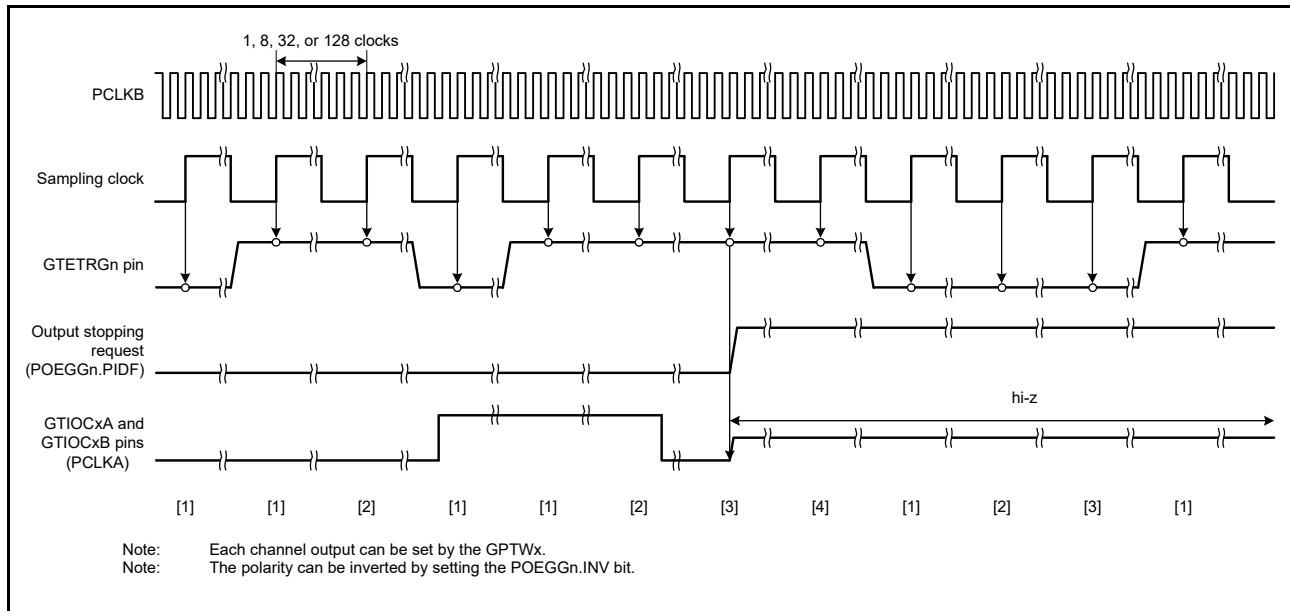 1, 8, 32, or 128 clocks
PCLKB
Sampling clock
GTETRGn pin
Output stopping
request
(POEGGn.PIDF)
hi-z
GTIOCxA and
GTIOCxB pins
(PCLKA)
[1] [1] [2] [1] [1] [2] [3] [4] [1] [2] [3] [1]
Note: Each channel output can be set by the GPTWx.
Note: The polarity can be inverted by setting the POEGGn.INV bit.